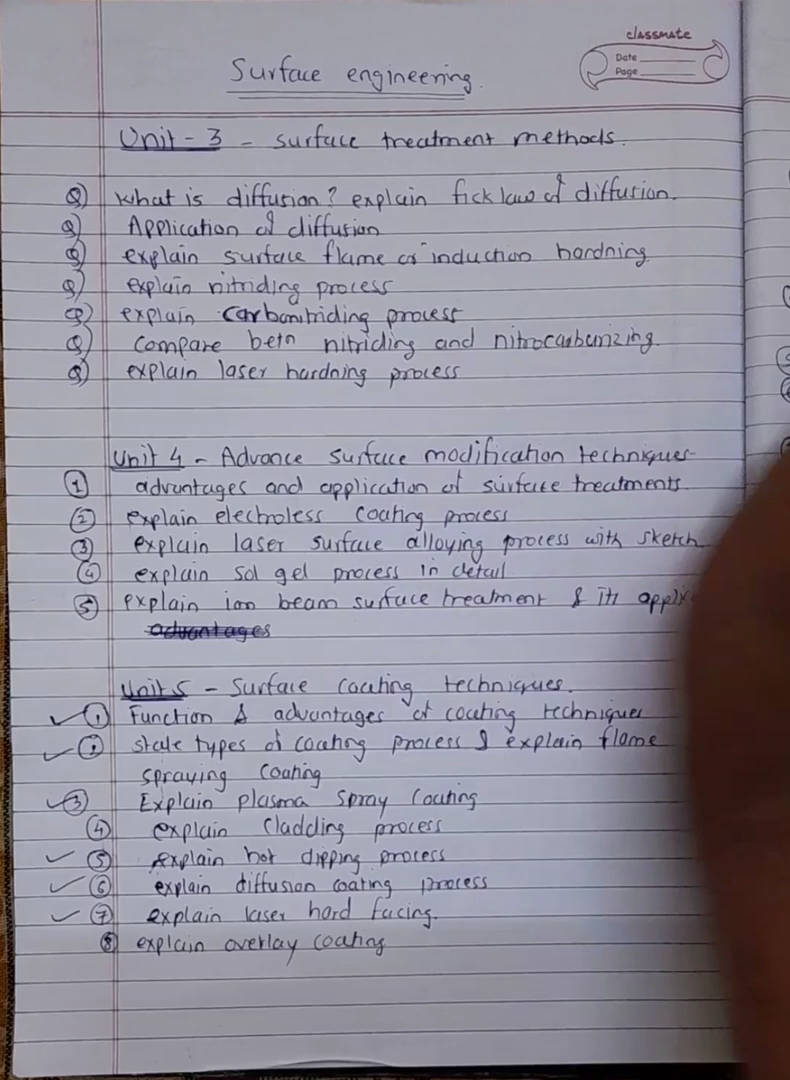 classmate
Date
Page
Surface engineering.
Unit - 3 - surface treatment methods.
Q) what is diffusion? explain fick law of diffusion.
Q) Application of diffusion
Q) explain surface flame or induction hardning
Q) explain nitriding process
Q) explain carbonitriding process
Q) compare betn nitriding and nitrocarburizing.
Q) explain laser hardning process
Unit 4 - Advance surface modification techniques
1 advantages and application of surface treatments.
2 explain electroless coating process
3 explain laser surface alloying process with sketch
4 explain sol gel process in detail
5 explain ion beam surface treatment & its
advantages
Unit 5 - Surface coating techniques.
1 Function & advantages of coating techniques
2 state types of coating process & explain flame
spraying coating
3 Explain plasma spray coating
4 explain cladding process
5 explain hot dipping process
6 explain diffusion coating process
7 explain laser hard facing.
8 explain overlay coating